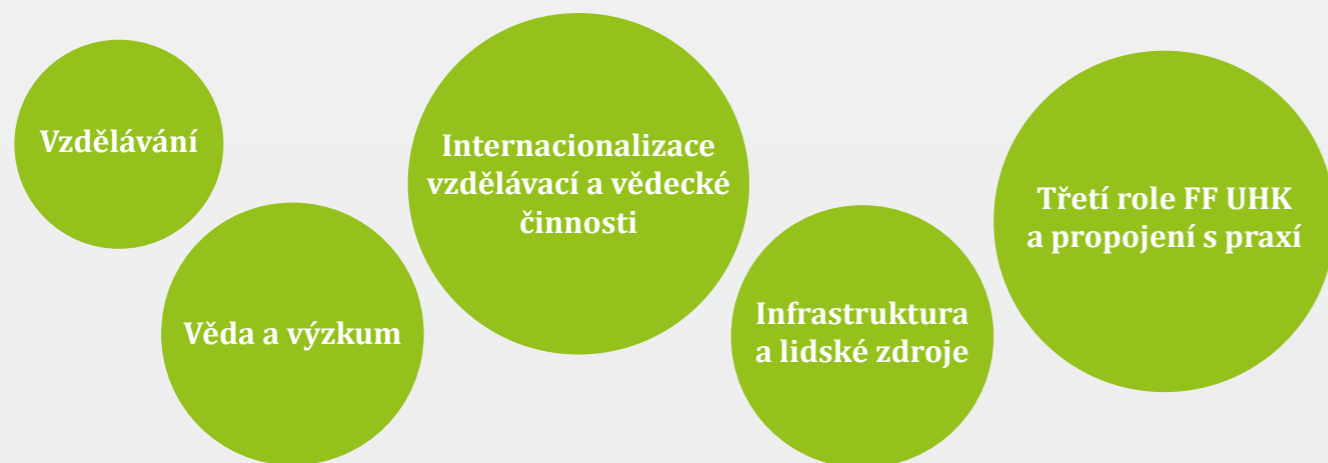 Vzdělávání
Věda a výzkum
Internacionalizace
vzdělávací a vědecké
činnosti
Infrastruktura
a lidské zdroje
Třetí role FF UHK
a propojení s praxí